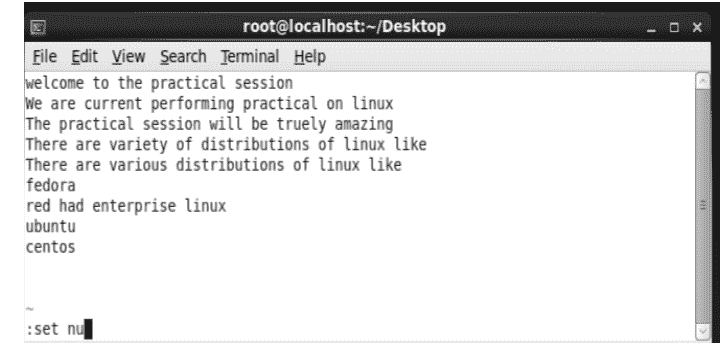 root@localhost:~/Desktop
File Edit View Search Terminal Help
welcome to the practical session
We are current performing practical on linux
The practical session will be truely amazing
There are variety of distributions of linux like
There are various distributions of linux like
fedora
red had enterprise linux
ubuntu
centos
~
:set nu